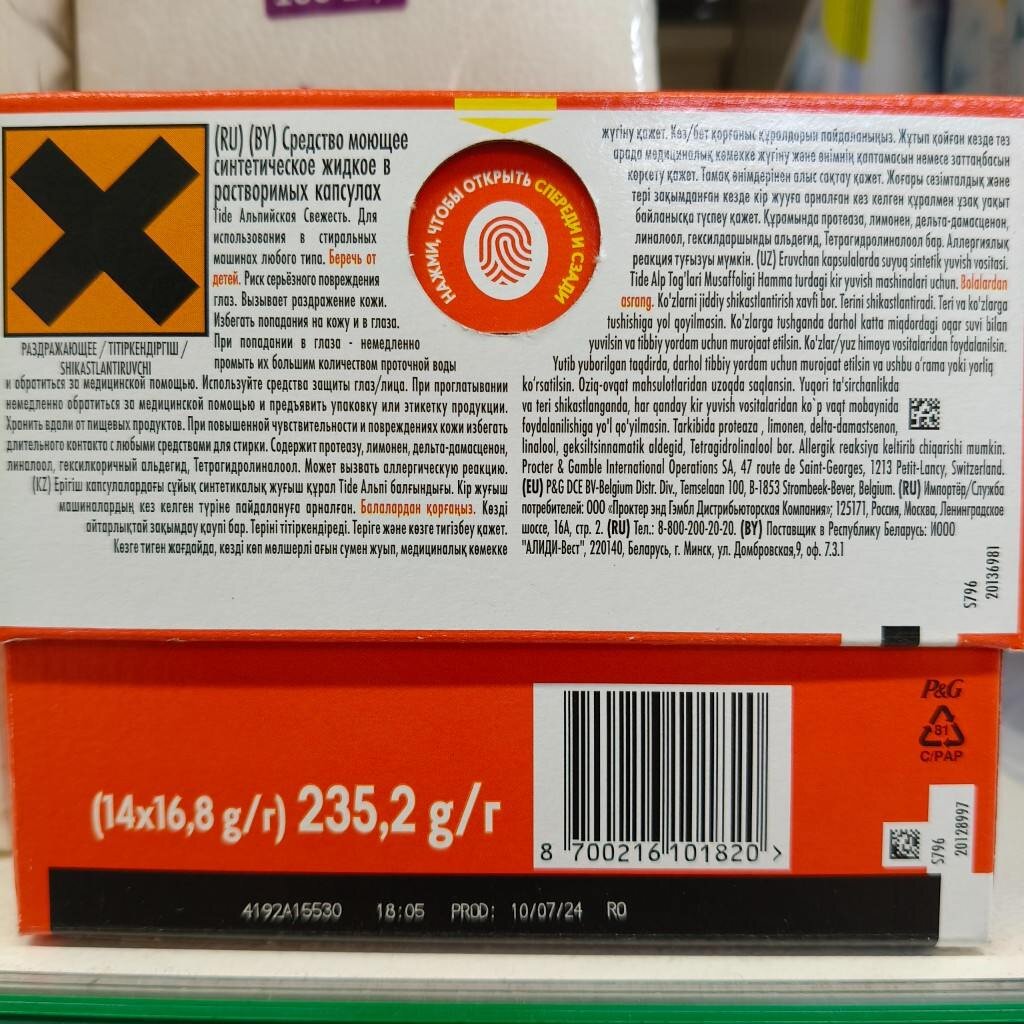 (RU) (BY) Средство моющее
синтетическое жидкое в
растворимых капсулах
Tide Альпийская Свежесть. Для
использования в стиральных
машинах любого типа. Беречь от
детей. Риск серьёзного повреждения
глаз. Вызывает раздражение кожи.
Избегать попадания на кожу и в глаза.
При попадании в глаза - немедленно
промыть их большим количеством проточной воды
РАЗДРАЖАЮЩЕЕ / ТІТІРКЕНДІРГІШ /
SHIKASTLANTIRUVCHI
и обратиться за медицинской помощью. Используйте средства защиты глаз/лица. При проглатывании
немедленно обратиться за медицинской помощью и предъявить упаковку или этикетку продукции.
Хранить вдали от пищевых продуктов. При повышенной чувствительности и повреждениях кожи избегать
длительного контакта с любыми средствами для стирки. Содержит протеазу, лимонен, дельта-дамасценон,
линалоол, гексилкоричный альдегид, Тетрагидролиналоол. Может вызвать аллергическую реакцию.
(KZ) Ерігіш капсулалардағы сұйық синтетикалық жуғыш құрал Tide Альпі балғындығы. Кір жуғыш
машиналардың кез келген түріне пайдалануға арналған. Балалардан қорғаңыз. Көзді
айтарлықтай зақымдау қаупі бар. Теріні тітіркендіреді. Теріге және көзге тигізбеу қажет.
Көзге тиген жағдайда, көзді көп мөлшерлі ағын сумен жуып, медициналық көмекке
НАЖМИ, ЧТОБЫ ОТКРЫТЬ СПЕРЕДИ И СЗАДИ
жүгіну қажет. Көз/бет қорғаныс құралдарын пайдаланыңыз. Жұтып қойған кезде тез
арада медициналық көмекке жүгіну және өнімнің қаптамасын немесе заттаңбасын
көрсету қажет. Тамақ өнімдерінен алыс сақтау қажет. Жоғары сезімталдық және
тері зақымданған кезде кір жууға арналған кез келген құралмен ұзақ уақыт
байланысқа түспеу қажет. Құрамында протеаза, лимонен, дельта-дамасценон,
линалоол, гексилдаршынды альдегид, Тетрагидролиналоол бар. Аллергиялық
реакция туғызуы мүмкін. (UZ) Eruvchan kapsulalarda suyuq sintetik yuvish vositasi.
Tide Alp Tog'lari Musaffoligi Hamma turdagi kir yuvish mashinalari uchun. Bolalardan
asrang. Ko'zlarni jiddiy shikastlantirish xavfi bor. Terini shikastlantiradi. Teri va ko'zlarga
tushishiga yol qoyilmasin. Ko'zlarga tushganda darhol katta miqdordagi oqar suvi bilan
yuvilsin va tibbiy yordam uchun murojaat etilsin. Ko'zlar/yuz himoya vositalaridan foydalanilsin.
Yutib yuborilgan taqdirda, darhol tibbiy yordam uchun murojaat etilsin va ushbu o'rama yoki yorliq
ko'rsatilsin. Oziq-ovqat mahsulotlaridan uzoqda saqlansin. Yuqori ta'sirchanlikda
va teri shikastlanganda, har qanday kir yuvish vositalaridan ko`p vaqt mobaynida
foydalanilishiga yo'l qo'yilmasin. Tarkibida proteaza , limonen, delta-damastsenon,
linalool, geksiltsinnamatik aldegid, Tetragidrolinalool bor. Allergik reaksiya keltirib chiqarishi mumkin.
Procter & Gamble International Operations SA, 47 route de Saint-Georges, 1213 Petit-Lancy, Switzerland.
(EU) P&G DCE BV-Belgium Distr. Div., Temselaan 100, B-1853 Strombeek-Bever, Belgium. (RU) Импортёр/Служба
потребителей: ООО «Проктер энд Гэмбл Дистрибьюторская Компания»; 125171, Россия, Москва, Ленинградское
шоссе, 16А, стр. 2. (RU) Тел.: 8-800-200-20-20. (BY) Поставщик в Республику Беларусь: ИООО
"АЛИДИ-Вест", 220140, Беларусь, г. Минск, ул. Домбровская,9, оф. 7.3.1
S796
20136981
(14x16,8 g/г) 235,2 g/г
8 700216 101820 >
P&G
81
C/PAP
S796
20128997
4192A15530 18:05 PROD: 10/07/24 RO